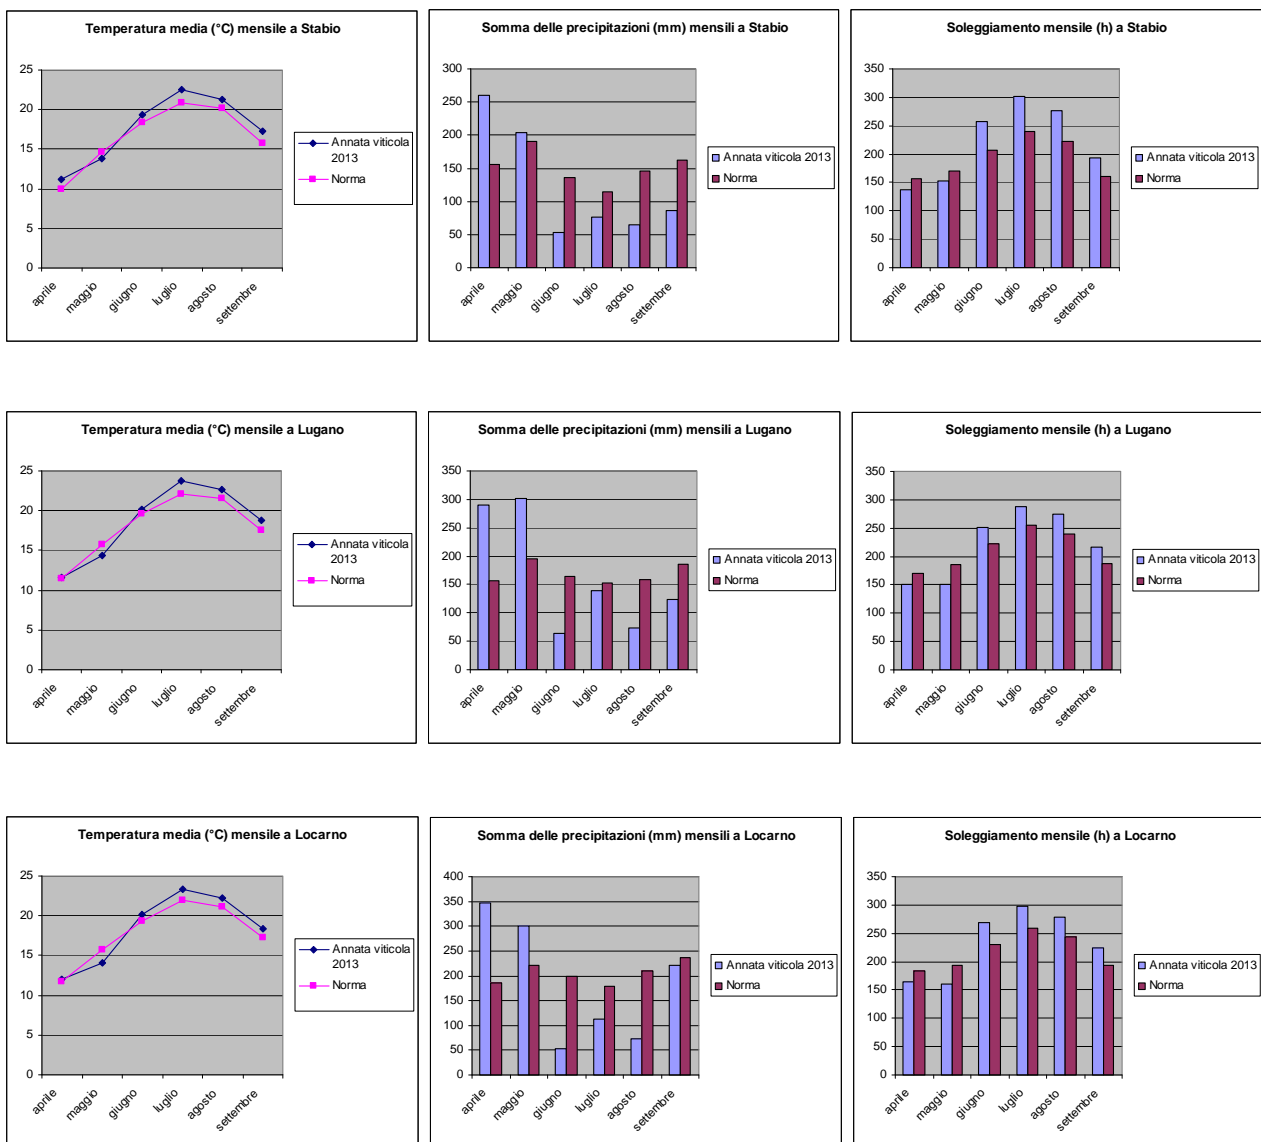 Temperatura media (°C) mensile a Stabio
25
20
15
10
5
0
aprile
maggio
giugno
luglio
agosto
settembre
Annata viticola
2013
Norma
Somma delle precipitazioni (mm) mensili a Stabio
300
250
200
150
100
50
0
aprile
maggio
giugno
luglio
agosto
settembre
Annata viticola 2013
Norma
Soleggiamento mensile (h) a Stabio
350
300
250
200
150
100
50
0
aprile
maggio
giugno
luglio
agosto
settembre
Annata viticola 2013
Norma
Temperatura media (°C) mensile a Lugano
25
20
15
10
5
0
aprile
maggio
giugno
luglio
agosto
settembre
Annata viticola
2013
Norma
Somma delle precipitazioni (mm) mensili a Lugano
350
300
250
200
150
100
50
0
aprile
maggio
giugno
luglio
agosto
settembre
Annata viticola 2013
Norma
Soleggiamento mensile (h) a Lugano
350
300
250
200
150
100
50
0
aprile
maggio
giugno
luglio
agosto
settembre
Annata viticola 2013
Norma
Temperatura media (°C) mensile a Locarno
25
20
15
10
5
0
aprile
maggio
giugno
luglio
agosto
settembre
Annata viticola
2013
Norma
Somma delle precipitazioni (mm) mensili a Locarno
400
350
300
250
200
150
100
50
0
aprile
maggio
giugno
luglio
agosto
settembre
Annata viticola 2013
Norma
Soleggiamento mensile (h) a Locarno
350
300
250
200
150
100
50
0
aprile
maggio
giugno
luglio
agosto
settembre
Annata viticola 2013
Norma